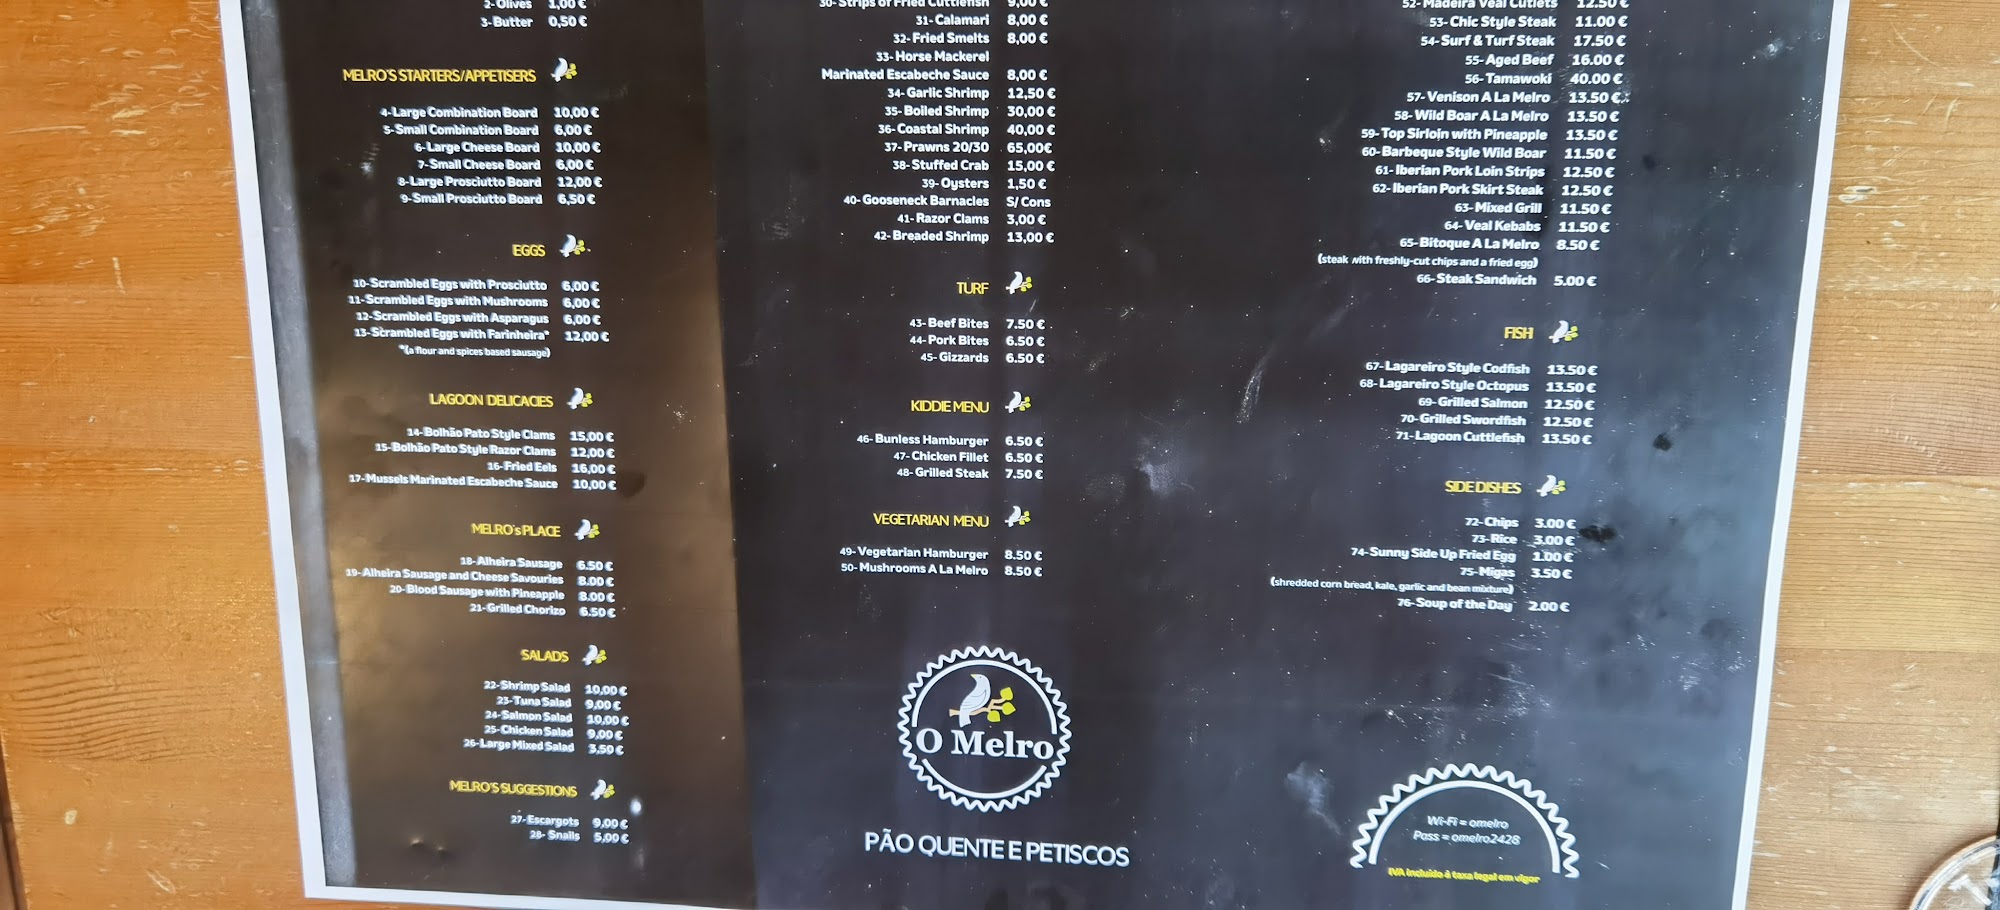 2- Olives 1,00 €
3- Butter 0,50 €
MELRO'S STARTERS/APPETISERS
4- Large Combination Board 10,00 €
5- Small Combination Board 6,00 €
6- Large Cheese Board 10,00 €
7- Small Cheese Board 6,00 €
8- Large Prosciutto Board 12,00 €
9- Small Prosciutto Board 6,50 €
EGGS
10- Scrambled Eggs with Prosciutto 6,00 €
11- Scrambled Eggs with Mushrooms 6,00 €
12- Scrambled Eggs with Asparagus 6,00 €
13- Scrambled Eggs with Farinheira* 12,00 €
*(a flour and spices based sausage)
LAGOON DELICACIES
14- Bolhão Pato Style Clams 15,00 €
15- Bolhão Pato Style Razor Clams 12,00 €
16- Fried Eels 16,00 €
17- Mussels Marinated Escabeche Sauce 10,00 €
MELRO's PLACE
18- Alheira Sausage 6.50 €
19- Alheira Sausage and Cheese Savouries 8.00 €
20- Blood Sausage with Pineapple 8.00 €
21- Grilled Chorizo 6.50 €
SALADS
22- Shrimp Salad 10,00 €
23- Tuna Salad 9,00 €
24- Salmon Salad 10,00 €
25- Chicken Salad 9,00 €
26- Large Mixed Salad 3,50 €
MELRO'S SUGGESTIONS
27- Escargots 9,00 €
28- Snails 5,00 €
30- Strips of Fried Cuttlefish 9,00 €
31- Calamari 8,00 €
32- Fried Smelts 8,00 €
33- Horse Mackerel
Marinated Escabeche Sauce 8,00 €
34- Garlic Shrimp 12,50 €
35- Boiled Shrimp 30,00 €
36- Coastal Shrimp 40,00 €
37- Prawns 20/30 65,00€
38- Stuffed Crab 15,00 €
39- Oysters 1,50 €
40- Gooseneck Barnacles S/ Cons
41- Razor Clams 3,00 €
42- Breaded Shrimp 13,00 €
TURF
43- Beef Bites 7.50 €
44- Pork Bites 6.50 €
45- Gizzards 6.50 €
KIDDIE MENU
46- Bunless Hamburger 6.50 €
47- Chicken Fillet 6.50 €
48- Grilled Steak 7.50 €
VEGETARIAN MENU
49- Vegetarian Hamburger 8.50 €
50- Mushrooms A La Melro 8.50 €
O Melro
PÃO QUENTE E PETISCOS
52- Madeira Veal Cutlets 12.50 €
53- Chic Style Steak 11.00 €
54- Surf & Turf Steak 17.50 €
55- Aged Beef 16.00 €
56- Tamawoki 40.00 €
57- Venison A La Melro 13.50 €
58- Wild Boar A La Melro 13.50 €
59- Top Sirloin with Pineapple 13.50 €
60- Barbeque Style Wild Boar 11.50 €
61- Iberian Pork Loin Strips 12.50 €
62- Iberian Pork Skirt Steak 12.50 €
63- Mixed Grill 11.50 €
64- Veal Kebabs 11.50 €
65- Bitoque A La Melro 8.50 €
(steak with freshly-cut chips and a fried egg)
66- Steak Sandwich 5.00 €
FISH
67- Lagareiro Style Codfish 13.50 €
68- Lagareiro Style Octopus 13.50 €
69- Grilled Salmon 12.50 €
70- Grilled Swordfish 12.50 €
71- Lagoon Cuttlefish 13.50 €
SIDE DISHES
72- Chips 3.00 €
73- Rice 3.00 €
74- Sunny Side Up Fried Egg 1.00 €
75- Migas 3.50 €
(shredded corn bread, kale, garlic and bean mixture)
76- Soup of the Day 2.00 €
Wi-Fi = omelro
Pass = omelro2428
IVA incluído á taxa legal em vigor